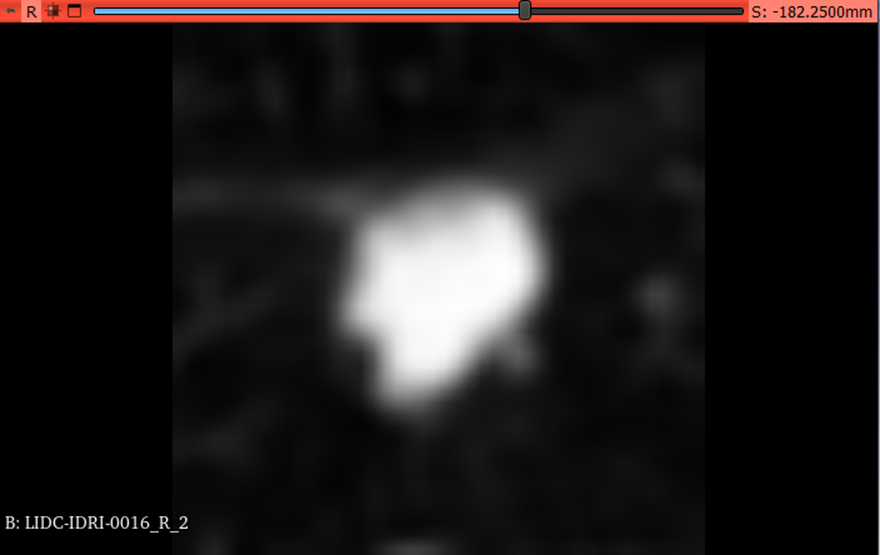 R
S: -182.2500mm
B: LIDC-IDRI-0016_R_2